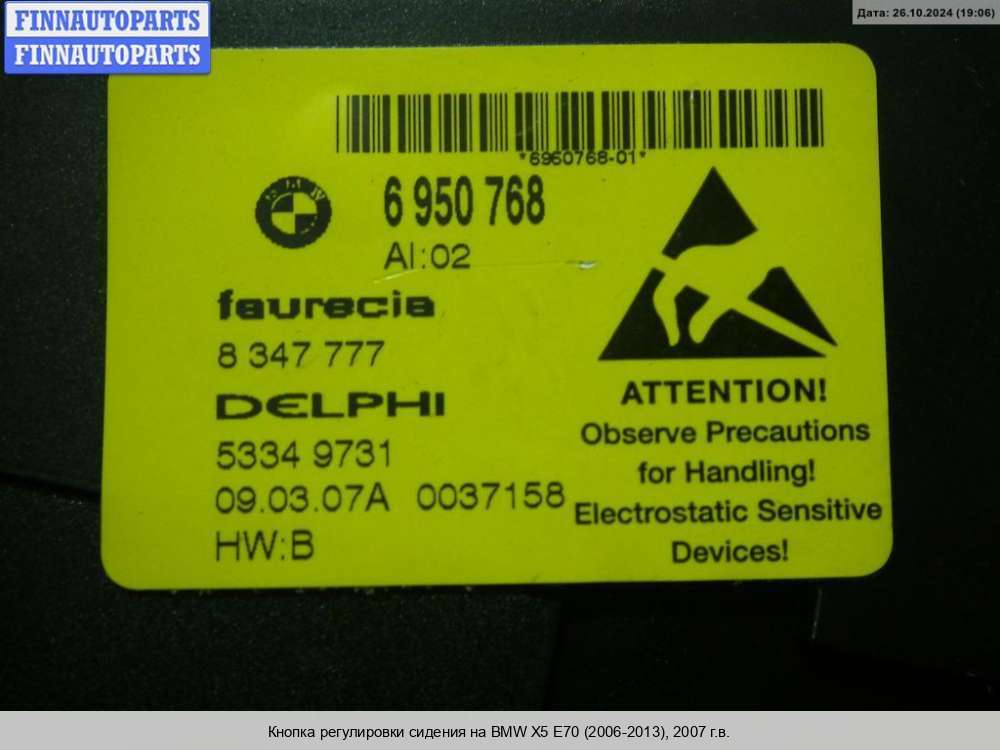 FINNAUTOPARTS
FINNAUTOPARTS
Дата: 26.10.2024 (19:06)
*6950768-01*
BMW
6 950 768
AI:02
faurecia
8 347 777
DELPHI
5334 9731
09.03.07A 0037158
HW:B
ATTENTION!
Observe Precautions
for Handling!
Electrostatic Sensitive
Devices!
Кнопка регулировки сидения на BMW X5 E70 (2006-2013), 2007 г.в.